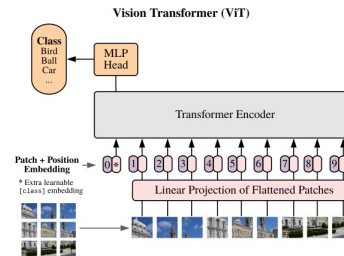 Vision Transformer (ViT)
Class
Bird
Ball
Car
...
MLP
Head
Transformer Encoder
Patch + Position
Embedding
0 * 1 2 3 4 5 6 7 8 9
* Extra learnable
[class] embedding
Linear Projection of Flattened Patches